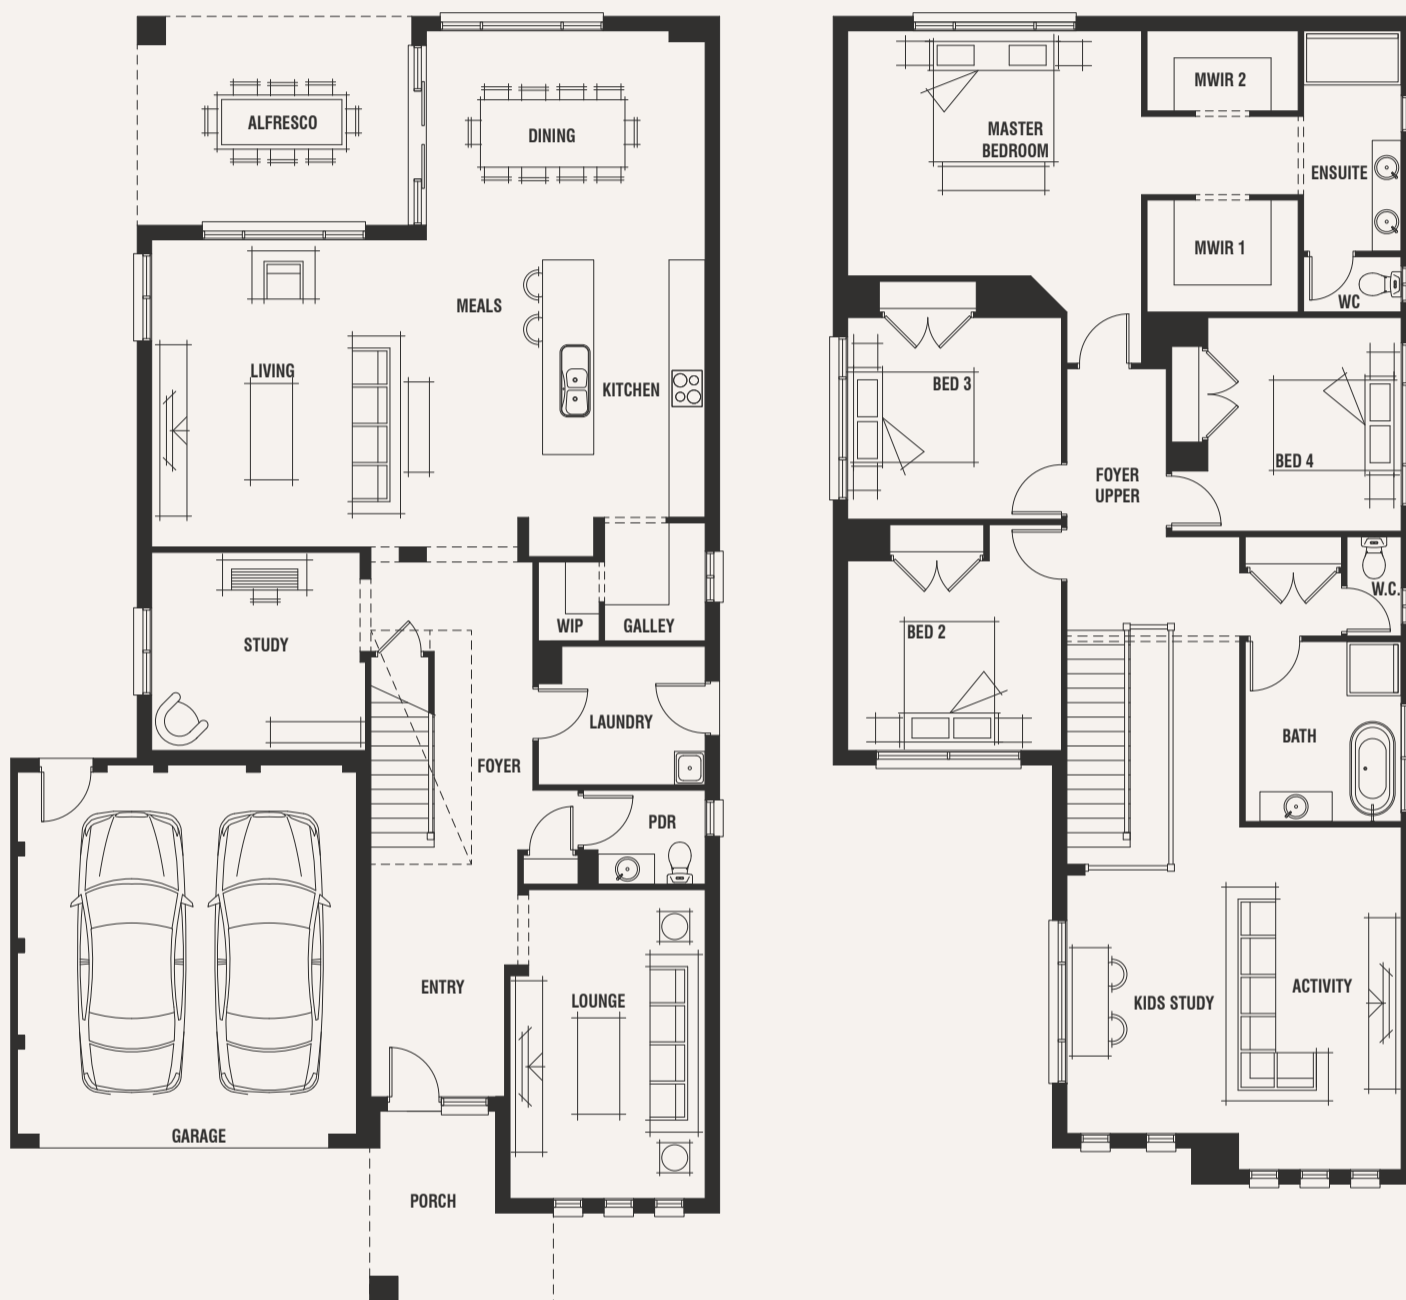 ALFRESCO
DINING
MEALS
LIVING
KITCHEN
STUDY
WIP
GALLEY
LAUNDRY
FOYER
PDR
ENTRY
LOUNGE
GARAGE
PORCH
MWIR 2
MASTER
BEDROOM
ENSUITE
MWIR 1
WC
BED 3
BED 4
FOYER
UPPER
W.C.
BED 2
BATH
KIDS STUDY
ACTIVITY